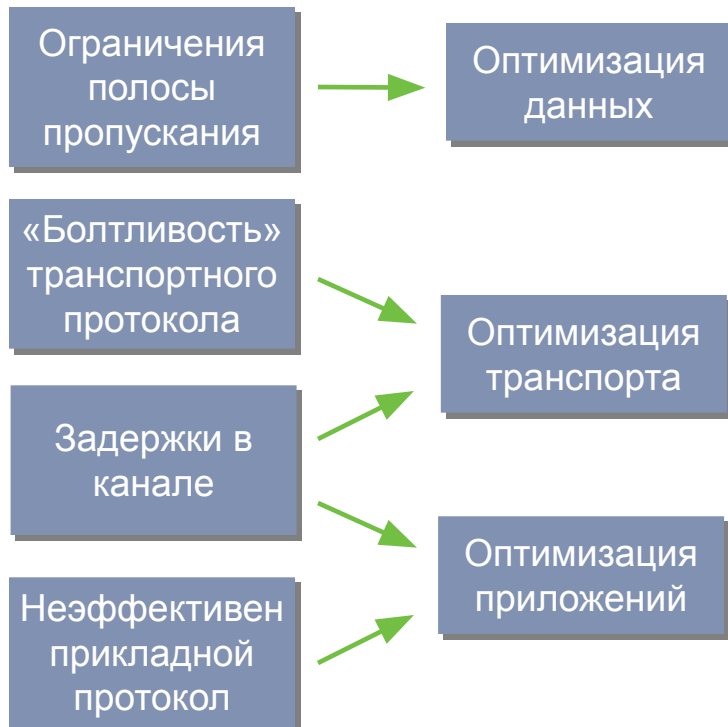 Ограничения
полосы
пропускания
Оптимизация
данных
«Болтливость»
транспортного
протокола
Оптимизация
транспорта
Задержки в
канале
Оптимизация
приложений
Неэффективен
прикладной
протокол